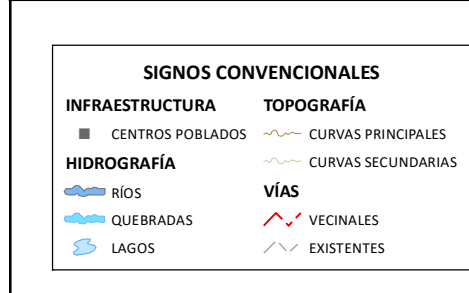 SIGNOS CONVENCIONALES
INFRAESTRUCTURA
CENTROS POBLADOS
HIDROGRAFÍA
RÍOS
QUEBRADAS
LAGOS
TOPOGRAFÍA
CURVAS PRINCIPALES
CURVAS SECUNDARIAS
VÍAS
VECINALES
EXISTENTES